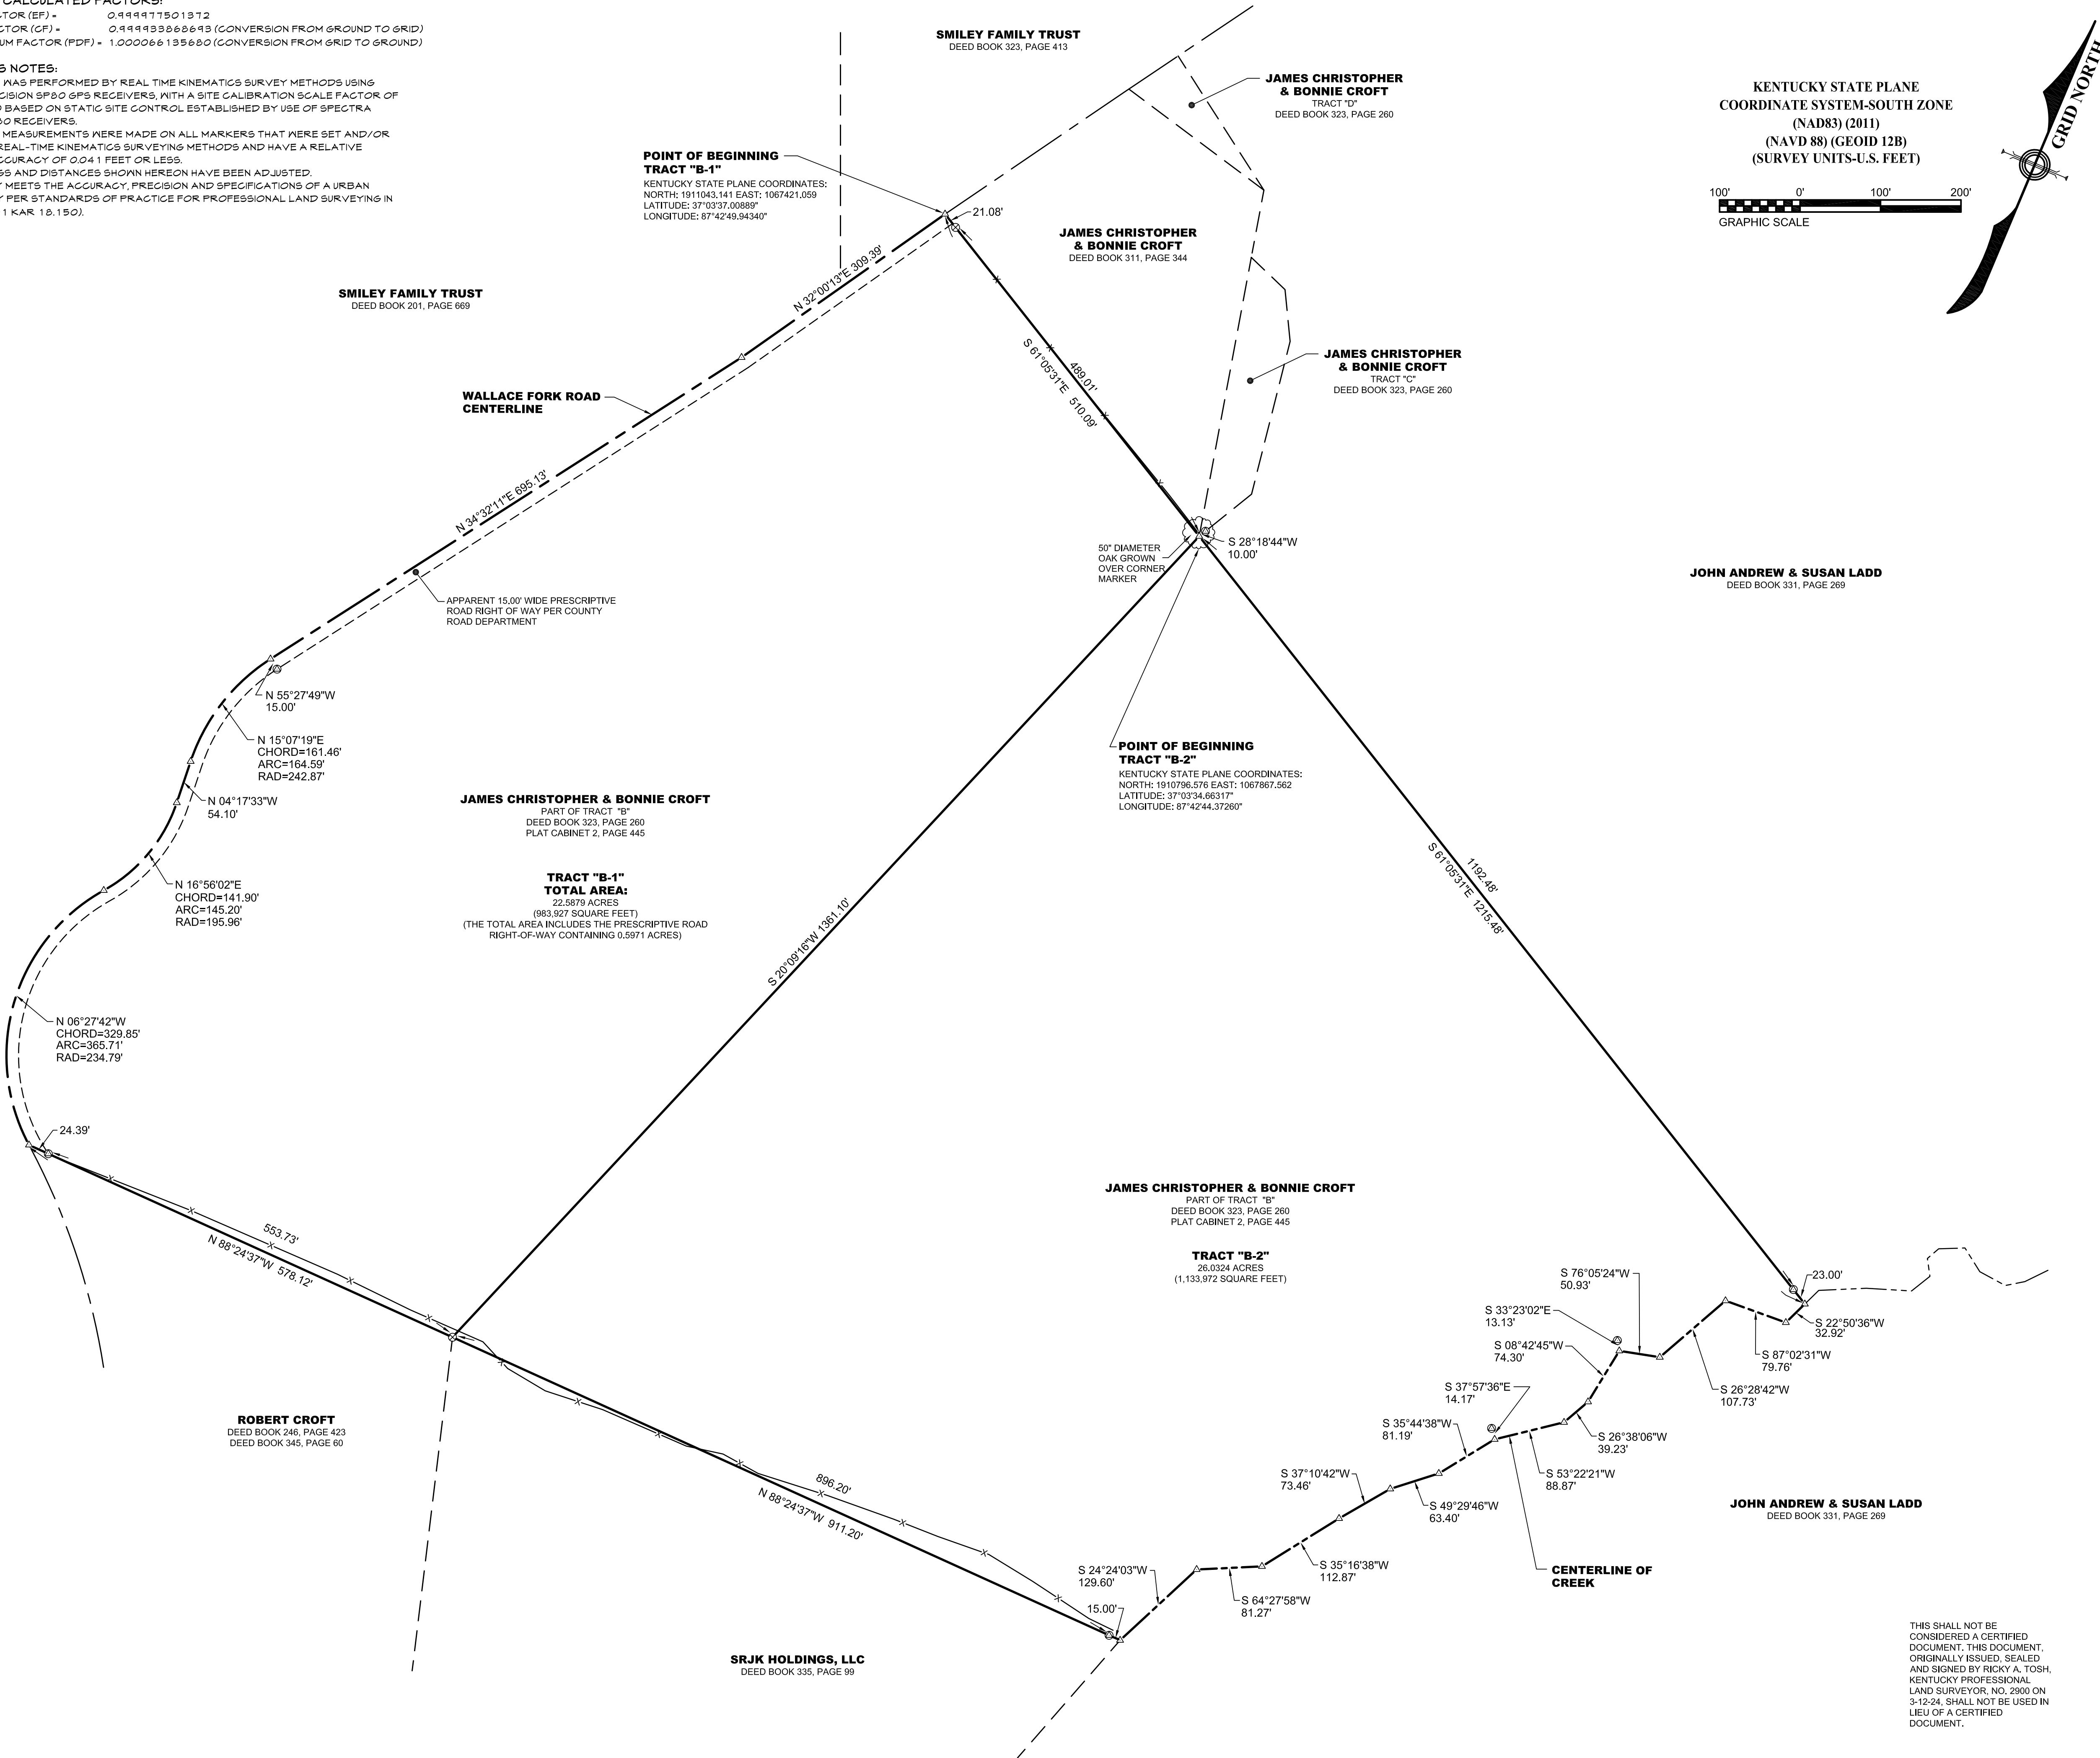 CALCULATED FACTORS:
CTOR (EF) = 0.999977501372
CTOR (CF) = 0.999933868693 (CONVERSION FROM GROUND TO GRID)
UM FACTOR (PDF) = 1.000066135680 (CONVERSION FROM GRID TO GROUND)
S NOTES:
WAS PERFORMED BY REAL TIME KINEMATICS SURVEY METHODS USING
CISION SP80 GPS RECEIVERS, WITH A SITE CALIBRATION SCALE FACTOR OF
BASED ON STATIC SITE CONTROL ESTABLISHED BY USE OF SPECTRA
80 RECEIVERS.
MEASUREMENTS WERE MADE ON ALL MARKERS THAT WERE SET AND/OR
REAL-TIME KINEMATICS SURVEYING METHODS AND HAVE A RELATIVE
CCURACY OF 0.041 FEET OR LESS.
GS AND DISTANCES SHOWN HEREON HAVE BEEN ADJUSTED.
Y MEETS THE ACCURACY, PRECISION AND SPECIFICATIONS OF A URBAN
Y PER STANDARDS OF PRACTICE FOR PROFESSIONAL LAND SURVEYING IN
1 KAR 18.150).
SMILEY FAMILY TRUST
DEED BOOK 323, PAGE 413
JAMES CHRISTOPHER
& BONNIE CROFT
TRACT "D"
DEED BOOK 323, PAGE 260
KENTUCKY STATE PLANE
COORDINATE SYSTEM-SOUTH ZONE
(NAD83) (2011)
(NAVD 88) (GEOID 12B)
(SURVEY UNITS-U.S. FEET)
100' 0' 100' 200'
GRAPHIC SCALE
GRID NORTH
POINT OF BEGINNING
TRACT "B-1"
KENTUCKY STATE PLANE COORDINATES:
NORTH: 1911043.141 EAST: 1067421.059
LATITUDE: 37°03'37.00889"
LONGITUDE: 87°42'49.94340"
21.08'
JAMES CHRISTOPHER
& BONNIE CROFT
DEED BOOK 311, PAGE 344
SMILEY FAMILY TRUST
DEED BOOK 201, PAGE 669
N 32°00'13"E 309.39'
JAMES CHRISTOPHER
& BONNIE CROFT
TRACT "C"
DEED BOOK 323, PAGE 260
489.01'
S 61°05'31"E 510.09'
WALLACE FORK ROAD
CENTERLINE
N 34°32'11"E 695.13'
50" DIAMETER
OAK GROWN
OVER CORNER
MARKER
S 28°18'44"W
10.00'
JOHN ANDREW & SUSAN LADD
DEED BOOK 331, PAGE 269
APPARENT 15.00' WIDE PRESCRIPTIVE
ROAD RIGHT OF WAY PER COUNTY
ROAD DEPARTMENT
N 55°27'49"W
15.00'
N 15°07'19"E
CHORD=161.46'
ARC=164.59'
RAD=242.87'
N 04°17'33"W
54.10'
POINT OF BEGINNING
TRACT "B-2"
KENTUCKY STATE PLANE COORDINATES:
NORTH: 1910796.576 EAST: 1067867.562
LATITUDE: 37°03'34.66317"
LONGITUDE: 87°42'44.37260"
JAMES CHRISTOPHER & BONNIE CROFT
PART OF TRACT "B"
DEED BOOK 323, PAGE 260
PLAT CABINET 2, PAGE 445
TRACT "B-1"
TOTAL AREA:
22.5879 ACRES
(983,927 SQUARE FEET)
(THE TOTAL AREA INCLUDES THE PRESCRIPTIVE ROAD
RIGHT-OF-WAY CONTAINING 0.5971 ACRES)
N 16°56'02"E
CHORD=141.90'
ARC=145.20'
RAD=195.96'
S 20°09'16"W 1361.10'
1192.48'
S 61°05'31"E 1215.48'
N 06°27'42"W
CHORD=329.85'
ARC=365.71'
RAD=234.79'
24.39'
553.73'
N 88°24'37"W 578.12'
JAMES CHRISTOPHER & BONNIE CROFT
PART OF TRACT "B"
DEED BOOK 323, PAGE 260
PLAT CABINET 2, PAGE 445
TRACT "B-2"
26.0324 ACRES
(1,133,972 SQUARE FEET)
23.00'
S 22°50'36"W
32.92'
S 76°05'24"W
50.93'
S 87°02'31"W
79.76'
S 33°23'02"E
13.13'
S 26°28'42"W
107.73'
S 08°42'45"W
74.30'
S 37°57'36"E
14.17'
S 26°38'06"W
39.23'
S 35°44'38"W
81.19'
S 53°22'21"W
88.87'
S 37°10'42"W
73.46'
S 49°29'46"W
63.40'
ROBERT CROFT
DEED BOOK 246, PAGE 423
DEED BOOK 345, PAGE 60
896.20'
N 88°24'37"W 911.20'
JOHN ANDREW & SUSAN LADD
DEED BOOK 331, PAGE 269
S 35°16'38"W
112.87'
CENTERLINE OF
CREEK
S 24°24'03"W
129.60'
S 64°27'58"W
81.27'
15.00'
SRJK HOLDINGS, LLC
DEED BOOK 335, PAGE 99
THIS SHALL NOT BE
CONSIDERED A CERTIFIED
DOCUMENT. THIS DOCUMENT,
ORIGINALLY ISSUED, SEALED
AND SIGNED BY RICKY A. TOSH,
KENTUCKY PROFESSIONAL
LAND SURVEYOR, NO. 2900 ON
3-12-24, SHALL NOT BE USED IN
LIEU OF A CERTIFIED
DOCUMENT.